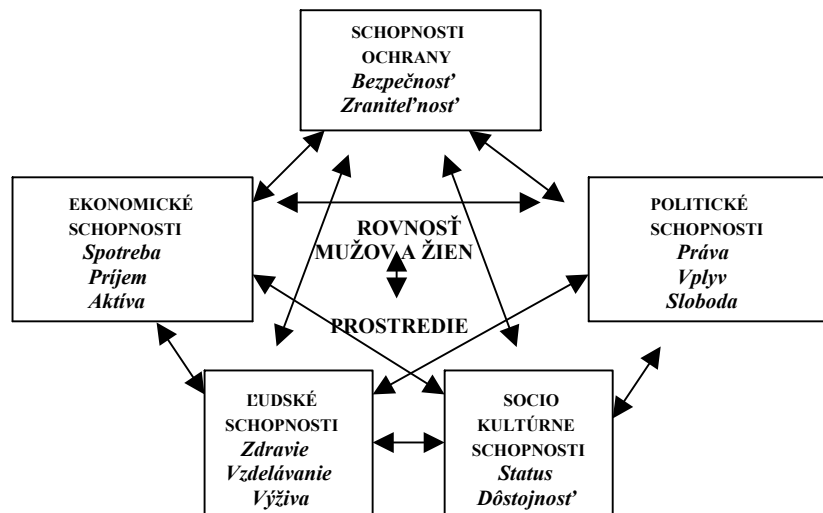 SCHOPNOSTI
OCHRANY
Bezpečnosť
Zraniteľnosť
EKONOMICKÉ
SCHOPNOSTI
Spotreba
Príjem
Aktíva
ROVNOSŤ
MUŽOV A ŽIEN
PROSTREDIE
POLITICKÉ
SCHOPNOSTI
Práva
Vplyv
Sloboda
ĽUDSKÉ
SCHOPNOSTI
Zdravie
Vzdelávanie
Výživa
SOCIO
KULTÚRNE
SCHOPNOSTI
Status
Dôstojnosť